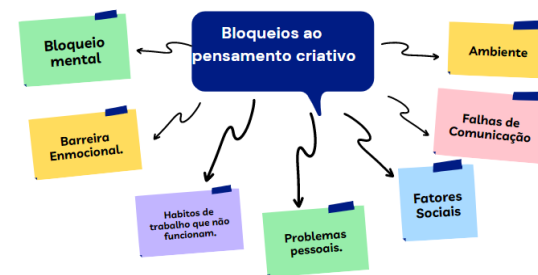 Bloqueios ao
pensamento criativo
Bloqueio
mental
Ambiente
Barreira
Enmocional.
Falhas de
Comunicação
Habitos de
trabalho que não
funcionam.
Problemas
pessoais.
Fatores
Sociais